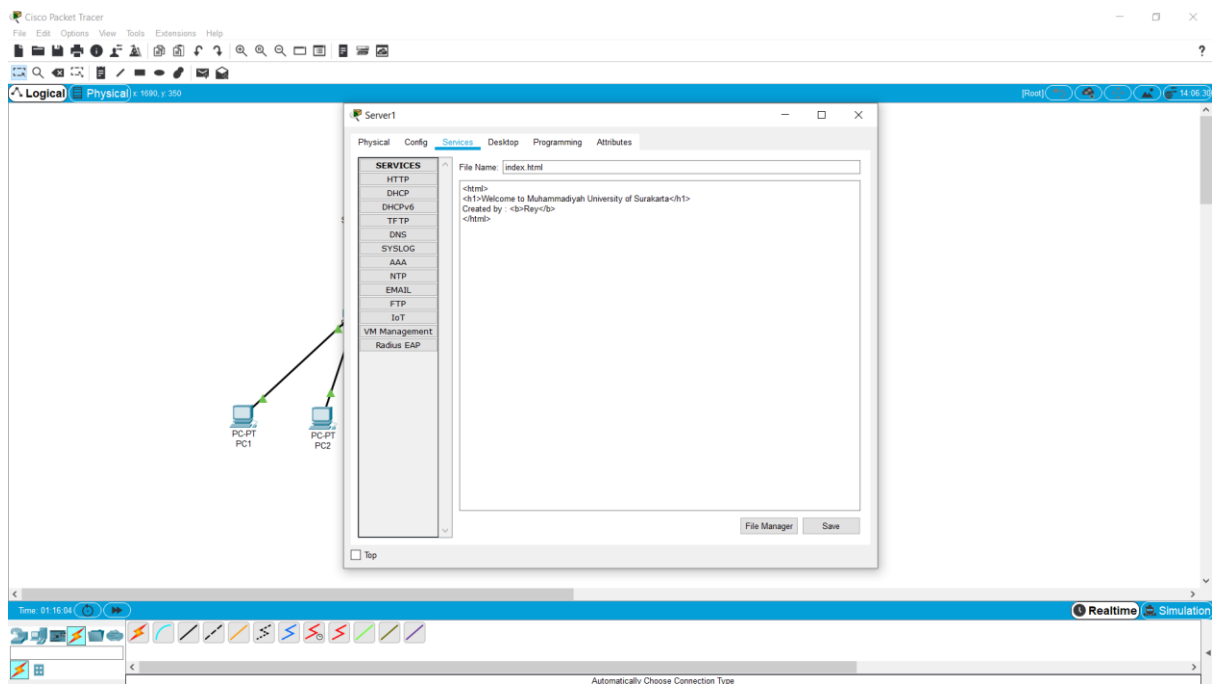 Cisco Packet Tracer
File Edit Options View Tools Extensions Help
?
Logical Physical x: 1690, y: 350 [Root] 14:06:30
Server1
Physical Config Services Desktop Programming Attributes
SERVICES
HTTP
DHCP
DHCPv6
TFTP
DNS
SYSLOG
AAA
NTP
EMAIL
FTP
IoT
VM Management
Radius EAP
File Name: index.html
<html>
<h1>Welcome to Muhammadiyah University of Surakarta</h1>
Created by : <b>Rey</b>
</html>
File Manager Save
Top
PC-PT
PC1
PC-PT
PC2
Time: 01:16:04 Realtime Simulation
Automatically Choose Connection Type